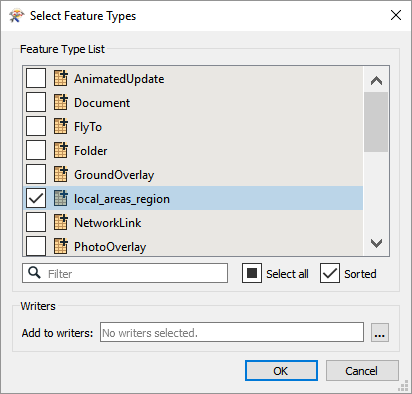 Select Feature Types
Feature Type List
AnimatedUpdate
Document
FlyTo
Folder
GroundOverlay
local_areas_region
NetworkLink
PhotoOverlay
Filter Select all Sorted
Writers
Add to writers: No writers selected. ...
OK Cancel